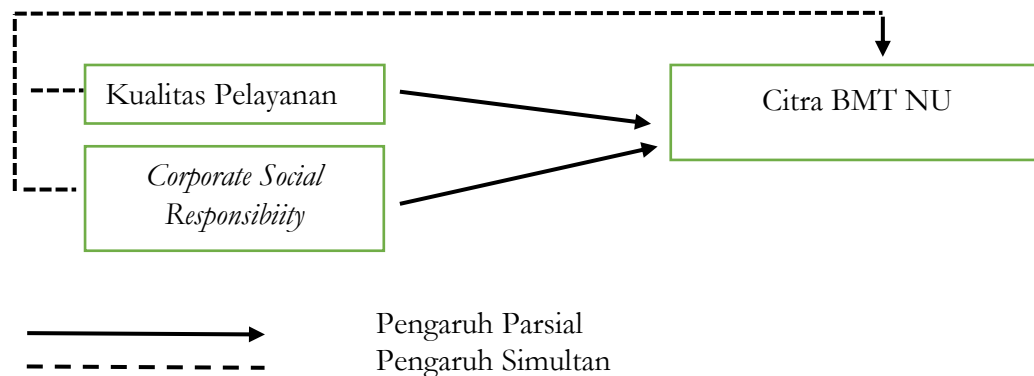 Kualitas Pelayanan
Citra BMT NU
Corporate Social
Responsibiity
Pengaruh Parsial
Pengaruh Simultan